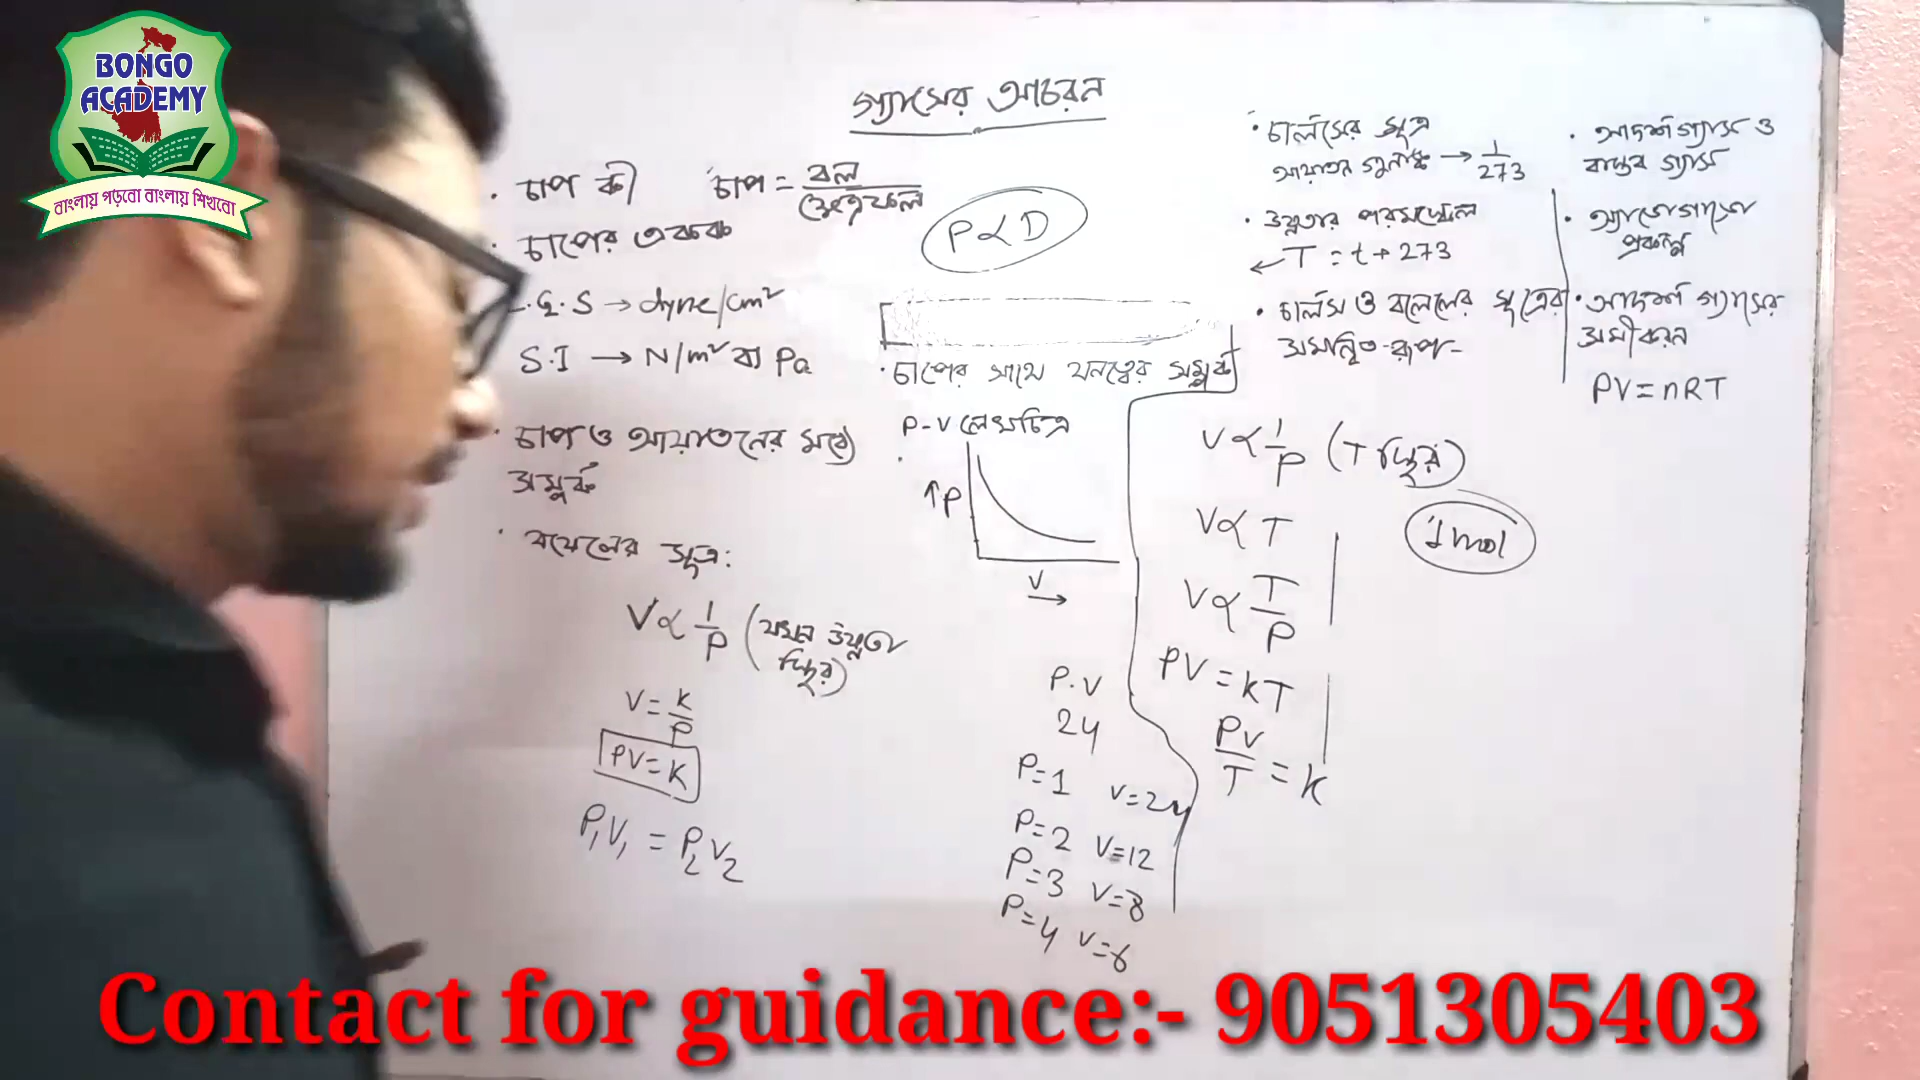 BONGO
ACADEMY
বাংলায় পড়বো বাংলায় শিখবো
গ্যাসের আচরন
· চাপ কী চাপ = বল / ক্ষেত্রফল
· চাপের একক
.G.S → dyne/cm²
S.I → N/m² বা Pa
· চাপ ও আয়তনের মধ্যে
সম্পর্ক
· বয়েলের সূত্র:
V ∝ 1/P (যখন উষ্ণতা
স্থির)
V = K/P
PV = K
P₁V₁ = P₂V₂
P ∝ D
· চাপের সাথে ঘনত্বের সম্পর্ক
P-V লেখচিত্র
↑P
V
→
P.V
24
P=1 V=24
P=2 V=12
P=3 V=8
P=4 V=6
· চার্লসের সূত্র
আয়তন গুনাঙ্ক → 1/273
· উষ্ণতার পরমস্কেল
← T = t + 273
· চার্লস ও বয়েলের সূত্রের
সমন্বিত রূপ-
V ∝ 1/P (T স্থির)
V ∝ T
V ∝ T/P
PV = KT
PV/T = K
1 mol
· আদর্শ গ্যাস ও
বাস্তব গ্যাস
· অ্যাভোগাড্রো
প্রকল্প
· আদর্শ গ্যাসের
সমীকরন
PV = nRT
Contact for guidance:- 9051305403